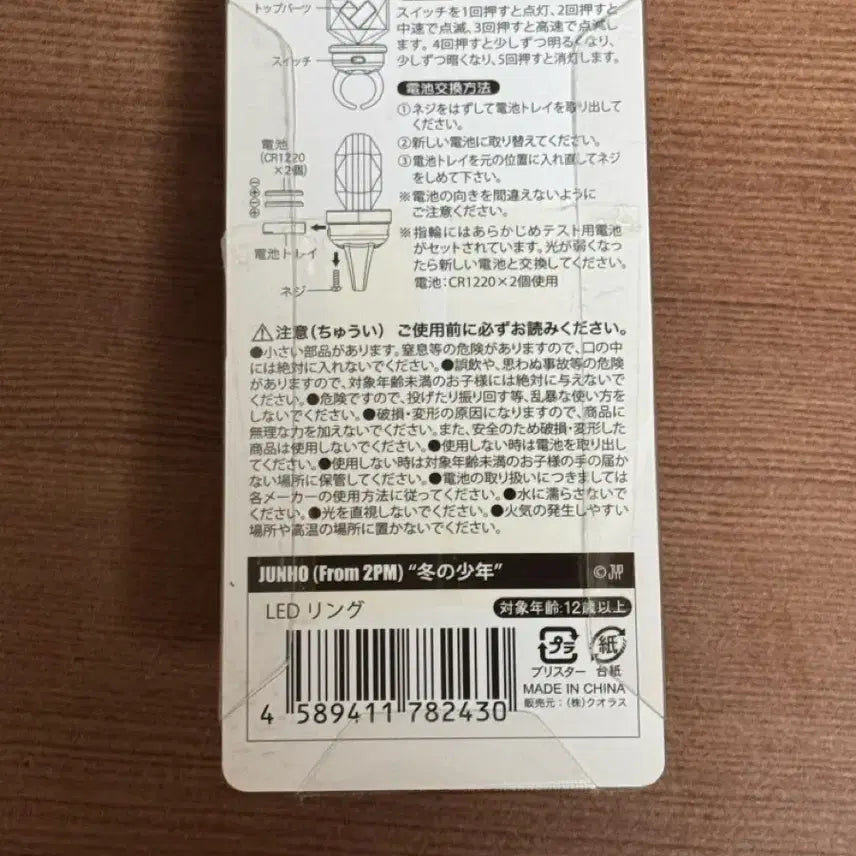 トップパーツ
スイッチ
スイッチを1回押すと点灯、2回押すと
中速で点滅、3回押すと高速で点滅し
ます。4回押すと少しずつ明るくなり、
少しずつ暗くなり、5回押すと消灯します。
電池交換方法
①ネジをはずして電池トレイを取り出して
ください。
②新しい電池に取り替えてください。
③電池トレイを元の位置に入れ直してネジ
をしめて下さい。
※電池の向きを間違えないように
ご注意ください。
※指輪にはあらかじめテスト用電池
がセットされています。光が弱くなっ
たら新しい電池と交換してください。
電池:CR1220×2個使用
電池
(CR1220
×2個)
電池トレイ
ネジ
注意(ちゅうい) ご使用前に必ずお読みください。
●小さい部品があります。窒息等の危険がありますので、口の中
には絶対に入れないでください。●誤飲や、思わぬ事故等の危険
がありますので、対象年齢未満のお子様には絶対に与えないで
ください。●危険ですので、投げたり振り回す等、乱暴な使い方を
しないでください。●破損・変形の原因になりますので、商品に
無理な力を加えないでください。また、安全のため破損・変形した
商品は使用しないでください。●使用しない時は電池を取り出し
てください。●使用しない時は対象年齢未満のお子様の手の届か
ない場所に保管してください。●電池の取り扱いにつきましては
各メーカーの使用方法に従ってください。●水に濡らさないで
ください。●光を直視しないでください。●火気の発生しやすい
場所や高温の場所に置かないでください。
JUNHO (From 2PM) “冬の少年” ©JYP
LED リング
対象年齢:12歳以上
プラ 紙
ブリスター 台紙
MADE IN CHINA
販売元:(株)クオラス
4 589411 782430